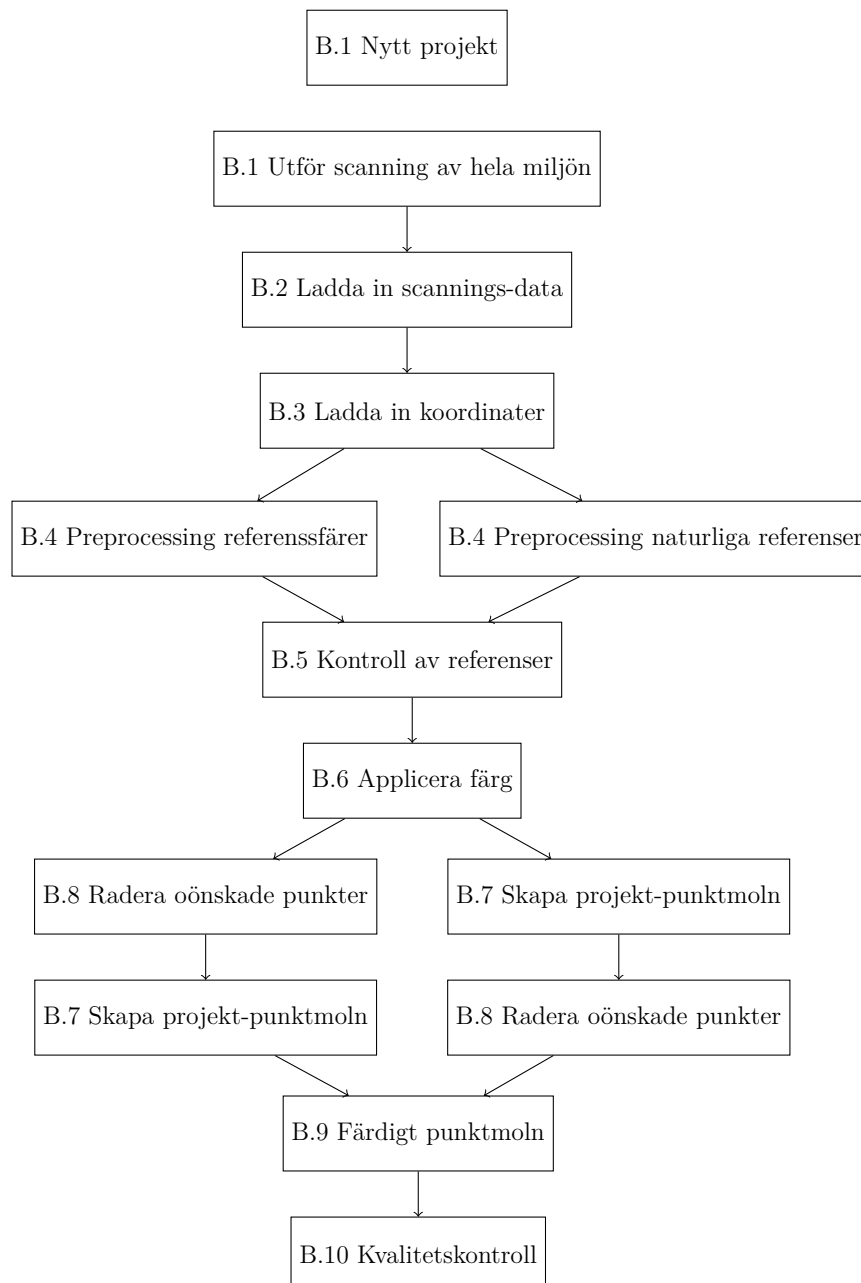 B.1 Nytt projekt
B.1 Utför scanning av hela miljön
B.2 Ladda in scannings-data
B.3 Ladda in koordinater
B.4 Preprocessing referenssfärer
B.4 Preprocessing naturliga referenser
B.5 Kontroll av referenser
B.6 Applicera färg
B.8 Radera oönskade punkter
B.7 Skapa projekt-punktmoln
B.7 Skapa projekt-punktmoln
B.8 Radera oönskade punkter
B.9 Färdigt punktmoln
B.10 Kvalitetskontroll